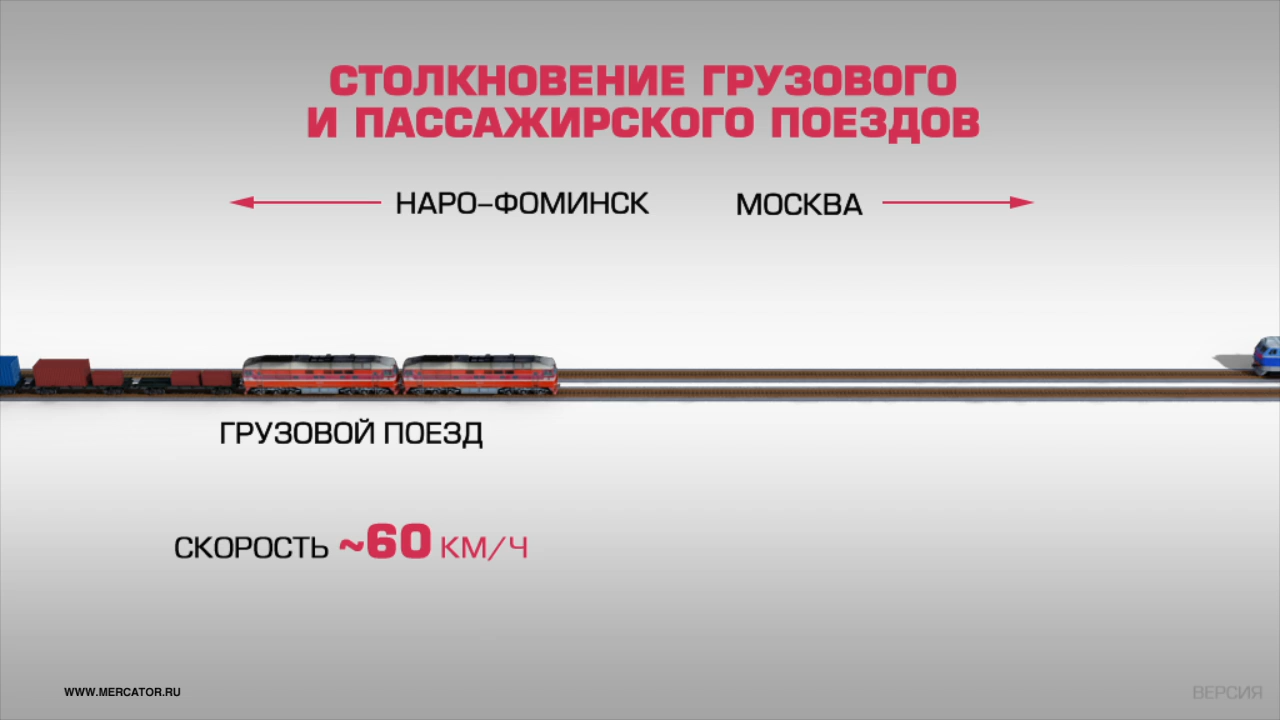 СТОЛКНОВЕНИЕ ГРУЗОВОГО
И ПАССАЖИРСКОГО ПОЕЗДОВ
НАРО-ФОМИНСК МОСКВА
ГРУЗОВОЙ ПОЕЗД
СКОРОСТЬ ~60 КМ/Ч
WWW.MERCATOR.RU ВЕРСИЯ